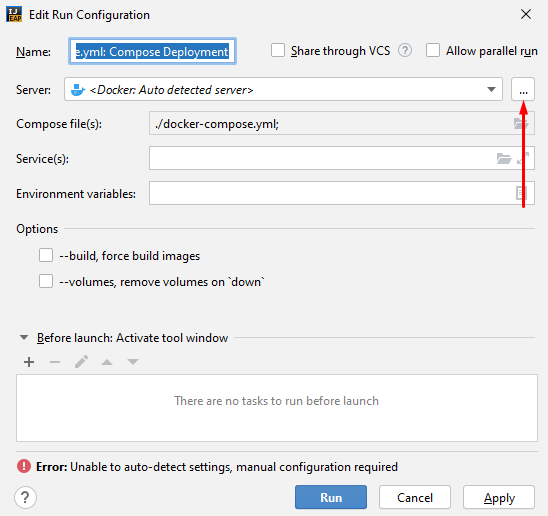 IJ
EAP
Edit Run Configuration
Name: e.yml: Compose Deployment Share through VCS ? Allow parallel run
Server: <Docker: Auto detected server> ...
Compose file(s): ./docker-compose.yml;
Service(s):
Environment variables:
Options
--build, force build images
--volumes, remove volumes on `down`
Before launch: Activate tool window
There are no tasks to run before launch
Error: Unable to auto-detect settings, manual configuration required
? Run Cancel Apply